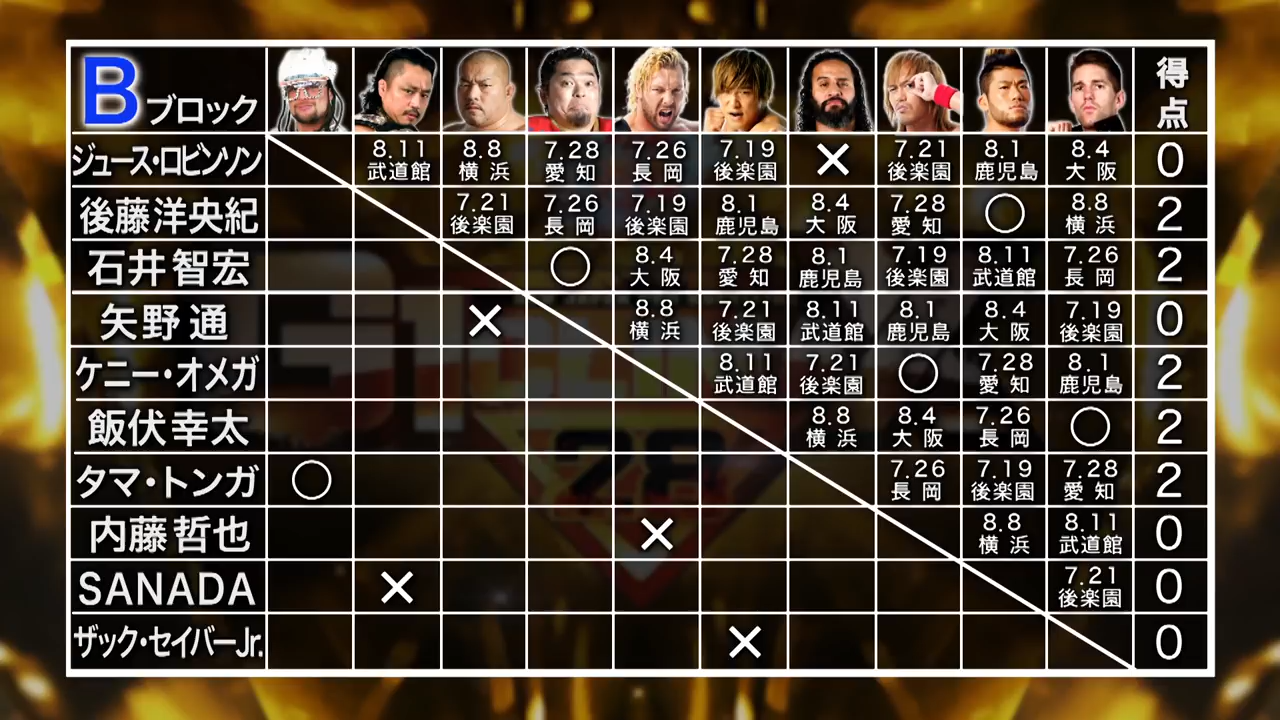 Bブロック
得点
ジュース・ロビンソン 8.11 武道館 8.8 横浜 7.28 愛知 7.26 長岡 7.19 後楽園 × 7.21 後楽園 8.1 鹿児島 8.4 大阪 0
後藤洋央紀 7.21 後楽園 7.26 長岡 7.19 後楽園 8.1 鹿児島 8.4 大阪 7.28 愛知 ○ 8.8 横浜 2
石井智宏 ○ 8.4 大阪 7.28 愛知 8.1 鹿児島 7.19 後楽園 8.11 武道館 7.26 長岡 2
矢野通 × 8.8 横浜 7.21 後楽園 8.11 武道館 8.1 鹿児島 8.4 大阪 7.19 後楽園 0
ケニー・オメガ 8.11 武道館 7.21 後楽園 ○ 7.28 愛知 8.1 鹿児島 2
飯伏幸太 8.8 横浜 8.4 大阪 7.26 長岡 ○ 2
タマ・トンガ ○ 7.26 長岡 7.19 後楽園 7.28 愛知 2
内藤哲也 × 8.8 横浜 8.11 武道館 0
SANADA × 7.21 後楽園 0
ザック・セイバーJr. × 0